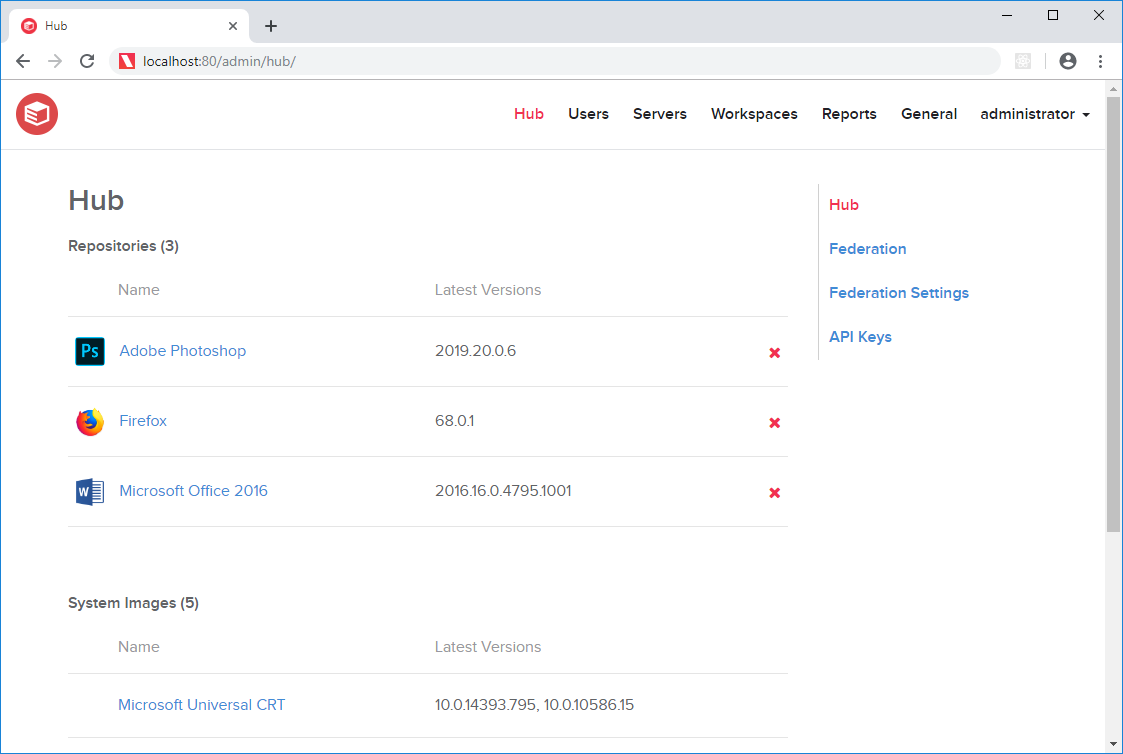 Hub
localhost:80/admin/hub/
Hub Users Servers Workspaces Reports General administrator
Hub
Repositories (3)
Name Latest Versions
Ps Adobe Photoshop 2019.20.0.6
Firefox 68.0.1
W Microsoft Office 2016 2016.16.0.4795.1001
System Images (5)
Name Latest Versions
Microsoft Universal CRT 10.0.14393.795, 10.0.10586.15
Hub
Federation
Federation Settings
API Keys